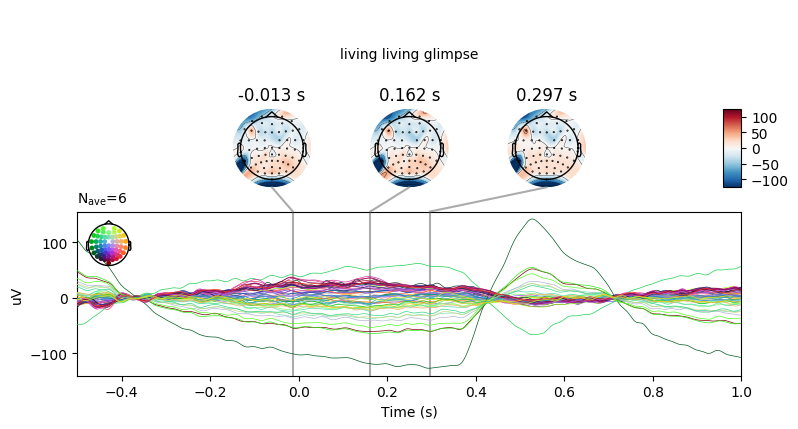 living living glimpse
-0.013 s 0.162 s 0.297 s
100
50
0
−50
−100
Nave=6
100
0
−100
uV
−0.4 −0.2 0.0 0.2 0.4 0.6 0.8 1.0
Time (s)